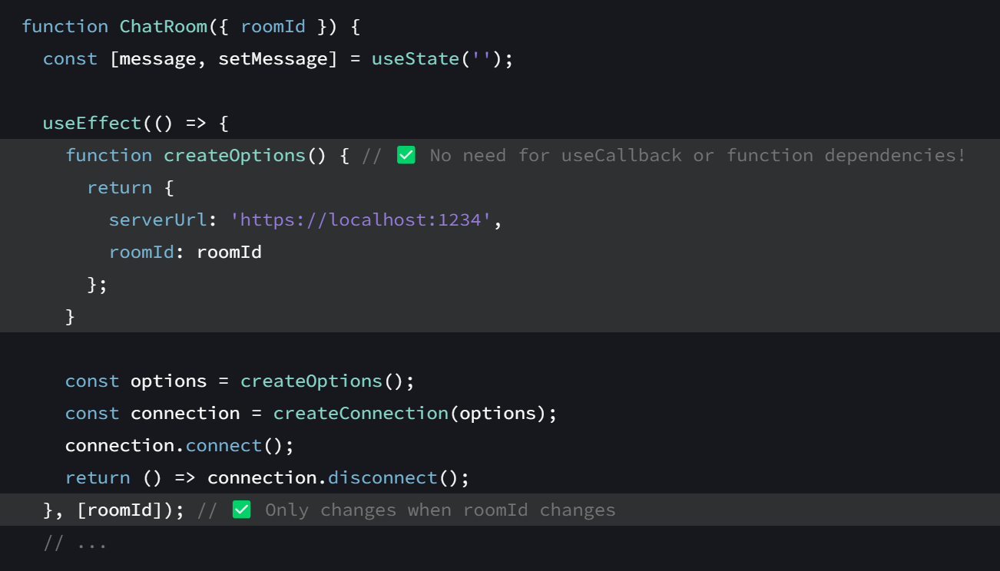 function ChatRoom({ roomId }) {
  const [message, setMessage] = useState('');

  useEffect(() => {
    function createOptions() { // ✅ No need for useCallback or function dependencies!
      return {
        serverUrl: 'https://localhost:1234',
        roomId: roomId
      };
    }

    const options = createOptions();
    const connection = createConnection(options);
    connection.connect();
    return () => connection.disconnect();
  }, [roomId]); // ✅ Only changes when roomId changes
  // ...